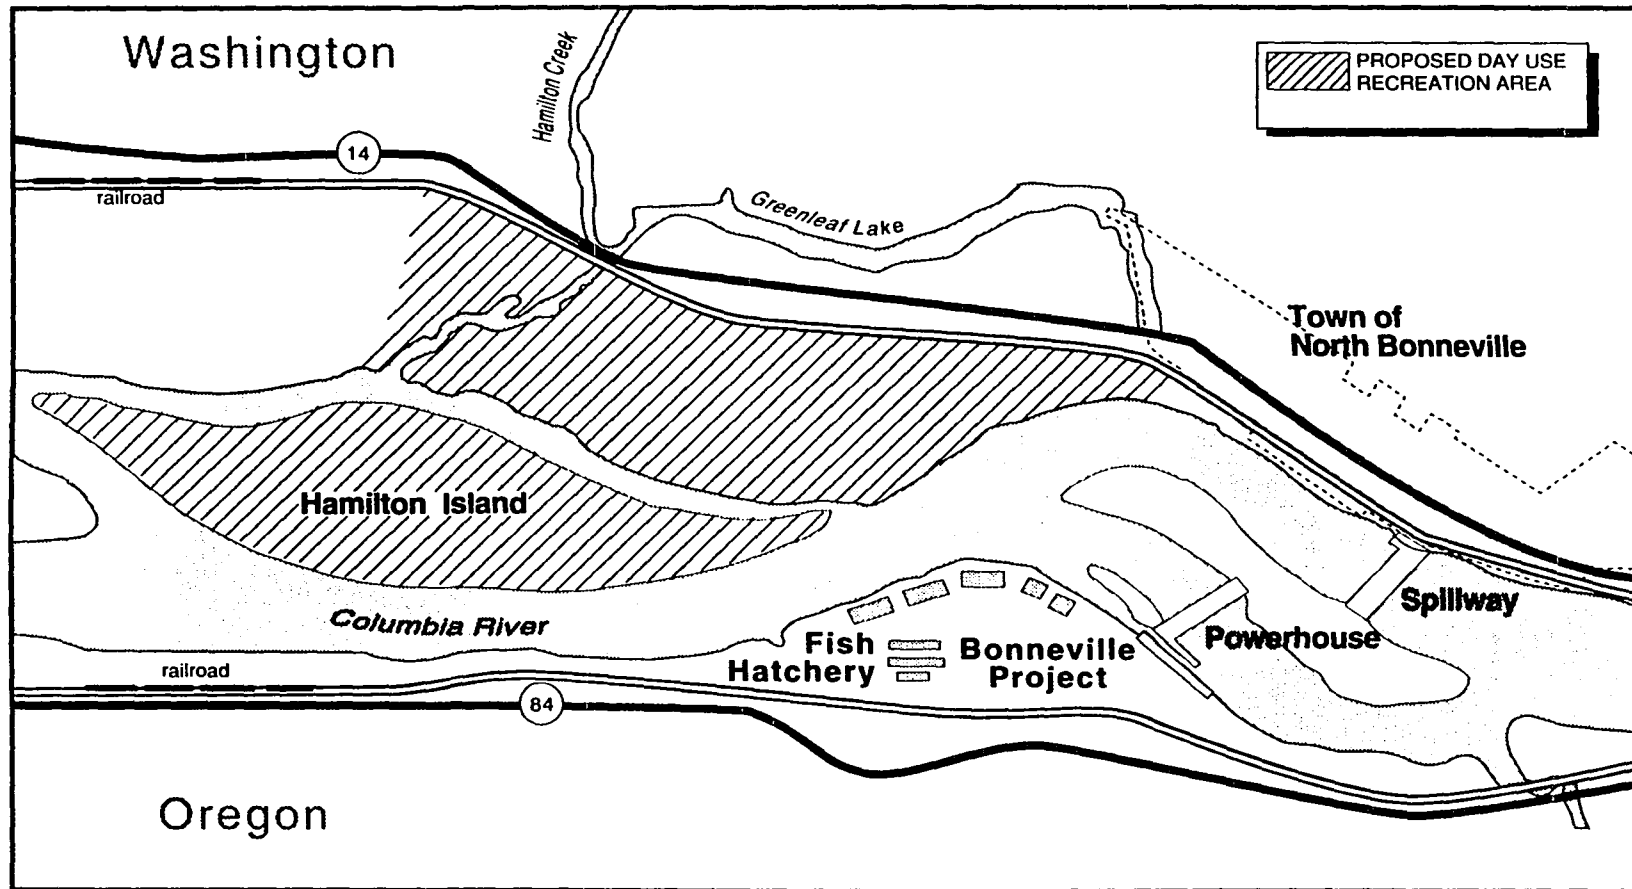 Washington
Hamilton Creek
PROPOSED DAY USE
RECREATION AREA
14
railroad
Greenleaf Lake
Town of
North Bonneville
Hamilton Island
Columbia River
Spillway
Powerhouse
Fish
Hatchery
Bonneville
Project
railroad
84
Oregon